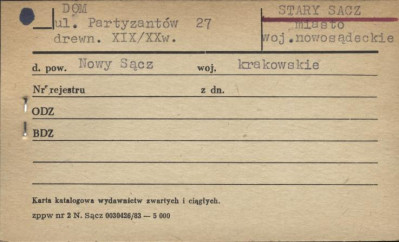 DOM
ul. Partyzantów 27
drewn. XIX/XXw.
STARY SĄCZ
miasto
woj.nowosądeckie
d. pow. Nowy Sącz woj. krakowskie
Nr rejestru z dn.
ODZ
BDZ
Karta katalogowa wydawnictw zwartych i ciągłych.
zppw nr 2 N. Sącz 0030426/83 — 5 000